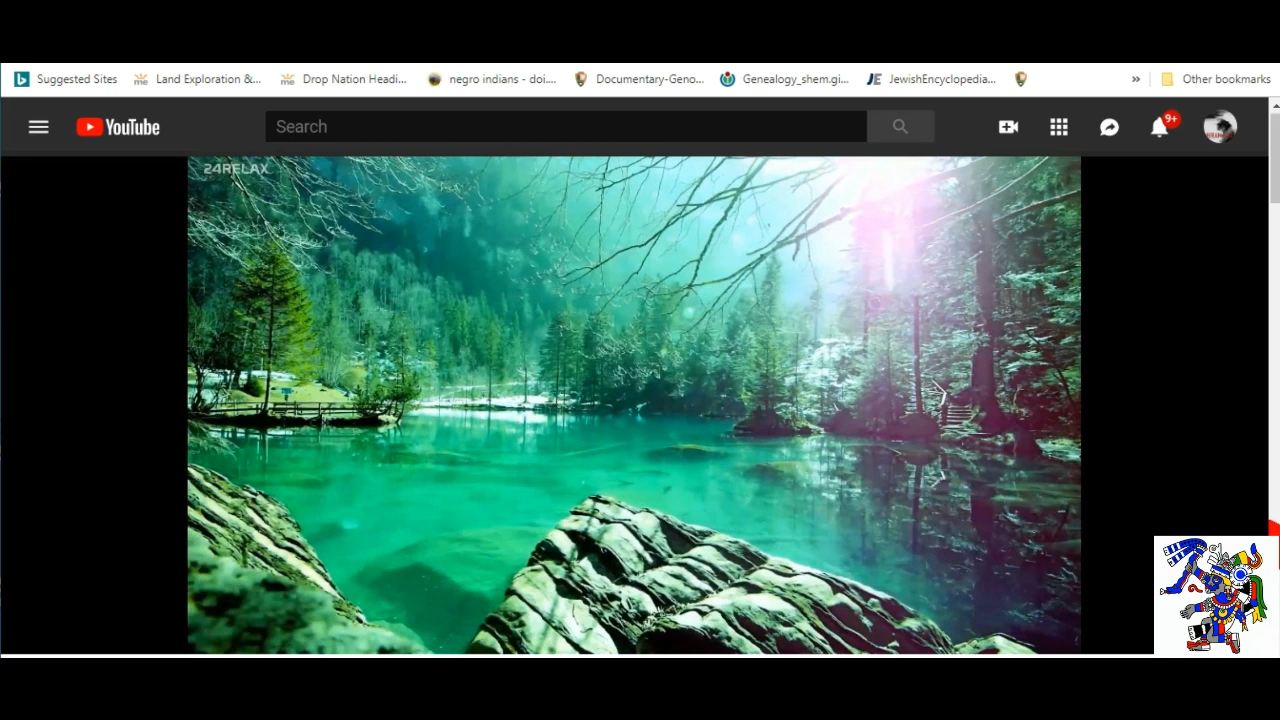 Suggested Sites Land Exploration &... Drop Nation Headi... negro indians - doi.... Documentary-Geno... Genealogy_shem.gi... JE JewishEncyclopedia... » Other bookmarks
YouTube Search 9+
24RELAX